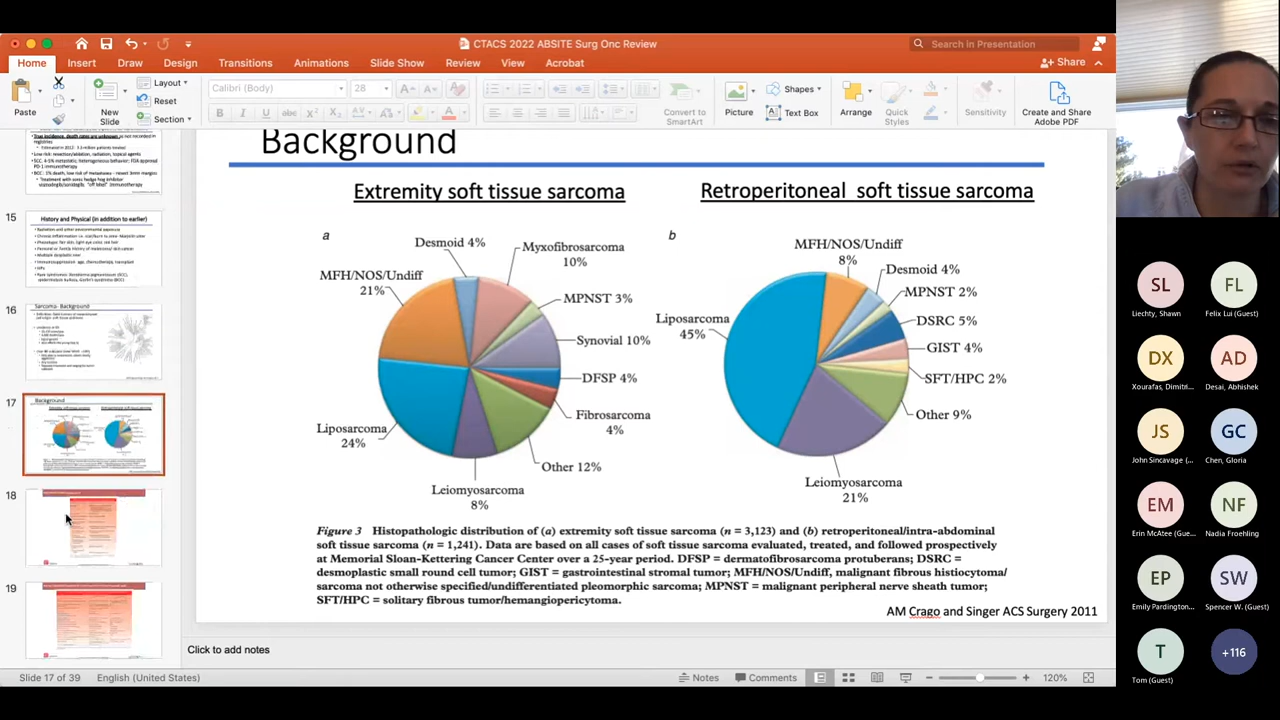 CTACS 2022 ABSITE Surg Onc Review
Search in Presentation
Home Insert Draw Design Transitions Animations Slide Show Review View Acrobat
Share
Paste
New Slide
Layout
Reset
Section
Calibri (Body)
28
Convert to SmartArt
Picture
Shapes
Text Box
Arrange
Quick Styles
Sensitivity
Create and Share Adobe PDF
15
History and Physical (in addition to earlier)
16
Sarcoma- Background
17
Background
18
19
Background
Extremity soft tissue sarcoma
Retroperitoneal soft tissue sarcoma
a
Desmoid 4%
Myxofibrosarcoma
10%
MFH/NOS/Undiff
21%
MPNST 3%
Synovial 10%
DFSP 4%
Fibrosarcoma
4%
Liposarcoma
24%
Other 12%
Leiomyosarcoma
8%
b
MFH/NOS/Undiff
8%
Desmoid 4%
MPNST 2%
DSRC 5%
Liposarcoma
45%
GIST 4%
SFT/HPC 2%
Other 9%
Leiomyosarcoma
21%
Figure 3 Histopathologic distribution of (a) extremity soft tissue sarcoma (n = 3,123) and (b) retroperitoneal/intra-abdominal
soft tissue sarcoma (n = 1,241). Data are based on all cases of soft tissue sarcoma evaluated, treated, and followed prospectively
at Memorial Sloan-Kettering Cancer Center over a 25-year period. DFSP = dermatofibrosarcoma protuberans; DSRC =
desmoplastic small round cell tumor; GIST = gastrointestinal stromal tumor; MFH/NOS/Undiff, malignant fibrous histiocytoma/
sarcoma not otherwise specified/undifferentiated pleomorphic sarcoma; MPNST = malignant peripheral nerve sheath tumor;
SFT/HPC = solitary fibrous tumor/hemangiopericytoma.
AM Crago and Singer ACS Surgery 2011
Click to add notes
Slide 17 of 39
English (United States)
Notes
Comments
120%
SL
Liechty, Shawn
FL
Felix Lui (Guest)
DX
Xourafas, Dimitri...
AD
Desai, Abhishek
JS
John Sincavage (...
GC
Chen, Gloria
EM
Erin McAtee (Gue...
NF
Nadia Froehling
EP
Emily Pardington...
SW
Spencer W. (Guest)
T
Tom (Guest)
+116